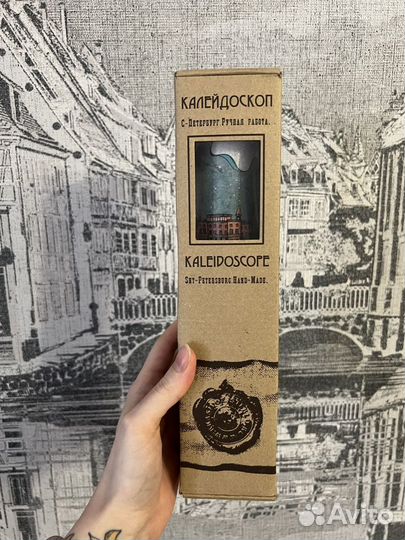 КАЛЕЙДОСКОП
С-ПЕТЕРБУРГ РУЧНАЯ РАБОТА.
KALEIDOSCOPE
SNT-PETERSBURG HAND-MADE.
Avito